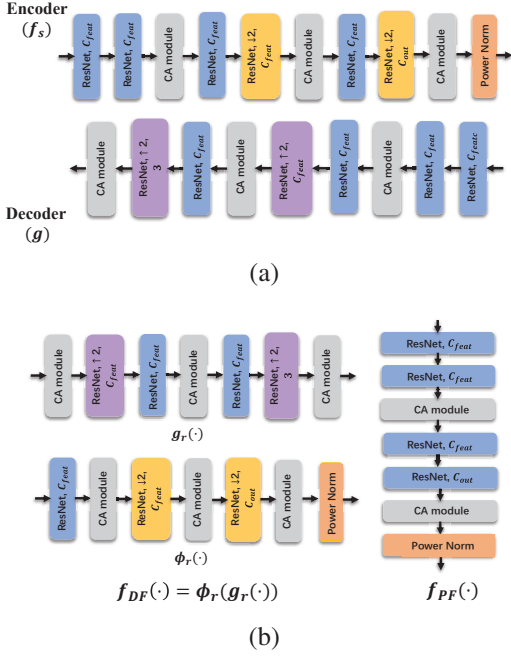 Encoder
(f_s)
ResNet, C_feat
ResNet, C_feat
CA module
ResNet, C_feat
ResNet, ↓2, C_feat
CA module
ResNet, C_feat
ResNet, ↓2, C_out
CA module
Power Norm
CA module
ResNet, ↑ 2, 3
ResNet, C_feat
CA module
ResNet, ↑ 2, C_feat
ResNet, C_feat
CA module
ResNet, C_feat
ResNet, C_featc
Decoder
(g)
(a)
CA module
ResNet, ↑ 2, C_feat
ResNet, C_feat
CA module
ResNet, C_feat
ResNet, ↑ 2, 3
CA module
g_r(·)
ResNet, C_feat
CA module
ResNet, ↓2, C_feat
CA module
ResNet, ↓2, C_out
CA module
Power Norm
ϕ_r(·)
f_DF(·) = ϕ_r(g_r(·))
ResNet, C_feat
ResNet, C_feat
CA module
ResNet, C_feat
ResNet, C_out
CA module
Power Norm
f_PF(·)
(b)